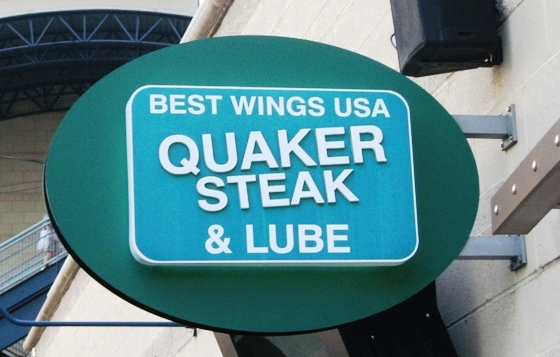 BEST WINGS USA
QUAKER
STEAK
& LUBE